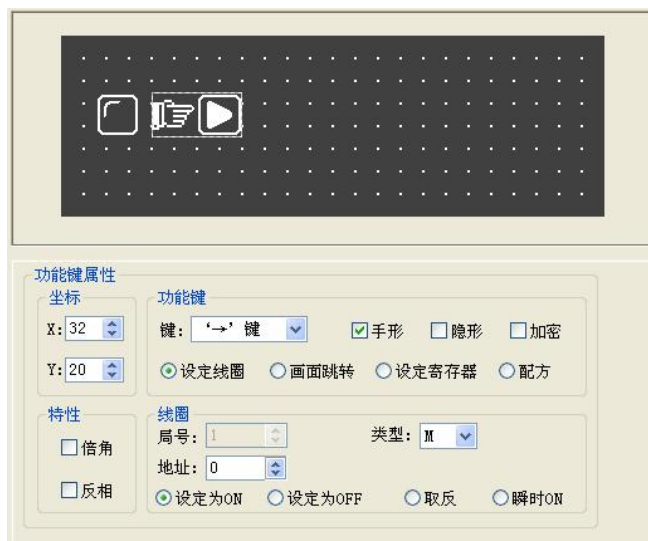 功能键属性
坐标
功能键
X: 32
键: ‘→’ 键
手形
隐形
加密
Y: 20
设定线圈
画面跳转
设定寄存器
配方
特性
线圈
倍角
局号: 1
类型: M
地址: 0
反相
设定为ON
设定为OFF
取反
瞬时ON